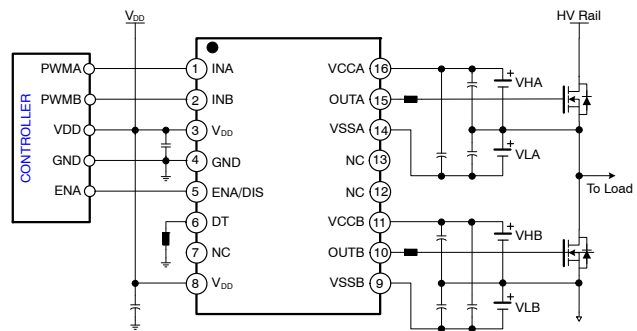 V_DD
HV Rail
CONTROLLER
PWMA
PWMB
VDD
GND
ENA
1 INA
2 INB
3 V_DD
4 GND
5 ENA/DIS
6 DT
7 NC
8 V_DD
VCCA 16
OUTA 15
VSSA 14
NC 13
NC 12
VCCB 11
OUTB 10
VSSB 9
+ VHA
+ VLA
To Load
+ VHB
+ VLB